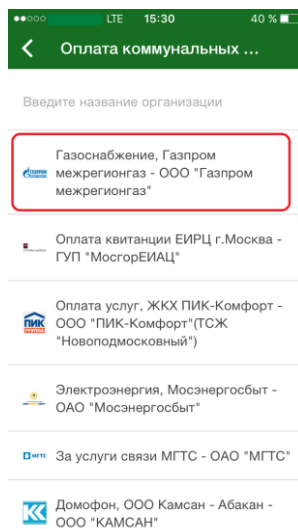 LTE 15:30 40 %
Оплата коммунальных ...
Введите название организации
Газоснабжение, Газпром
межрегионгаз - ООО "Газпром
межрегионгаз"
Оплата квитанции ЕИРЦ г.Москва -
ГУП "МосгорЕИАЦ"
Оплата услуг, ЖКХ ПИК-Комфорт -
ООО "ПИК-Комфорт"(ТСЖ
"Новоподмосковный")
ПИК
Электроэнергия, Мосэнергосбыт -
ОАО "Мосэнергосбыт"
МГТС За услуги связи МГТС - ОАО "МГТС"
Домофон, ООО Камсан - Абакан -
ООО "КАМСАН"